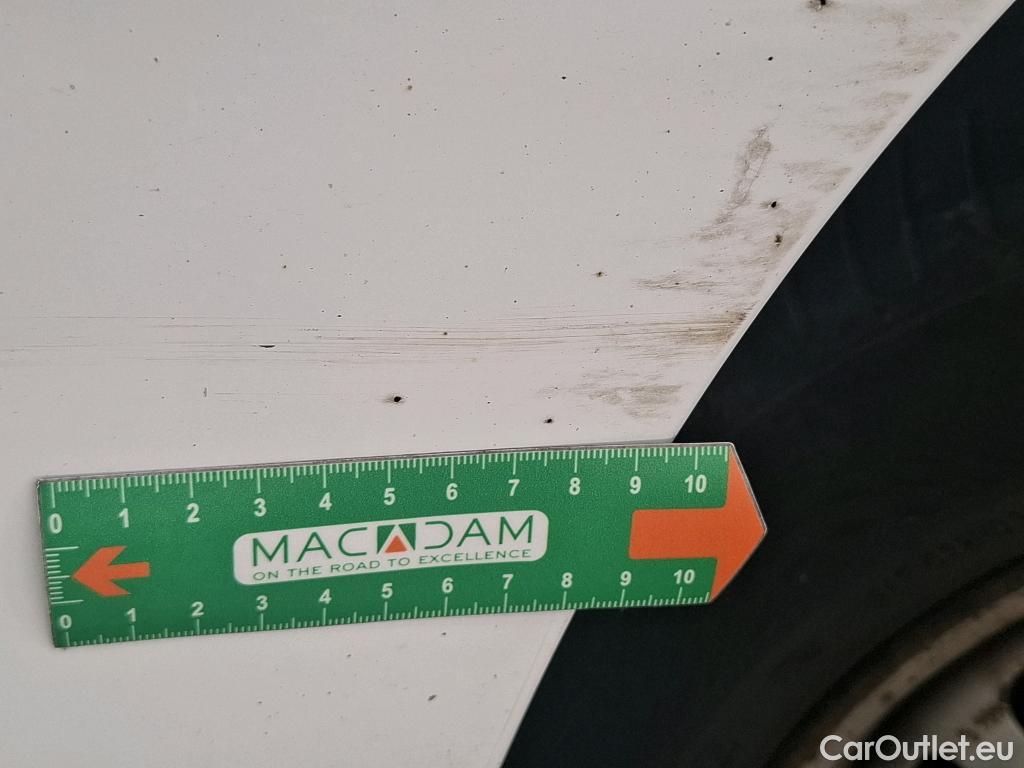 0 1 2 3 4 5 6 7 8 9 10
MACADAM
ON THE ROAD TO EXCELLENCE
0 1 2 3 4 5 6 7 8 9 10
CarOutlet.eu